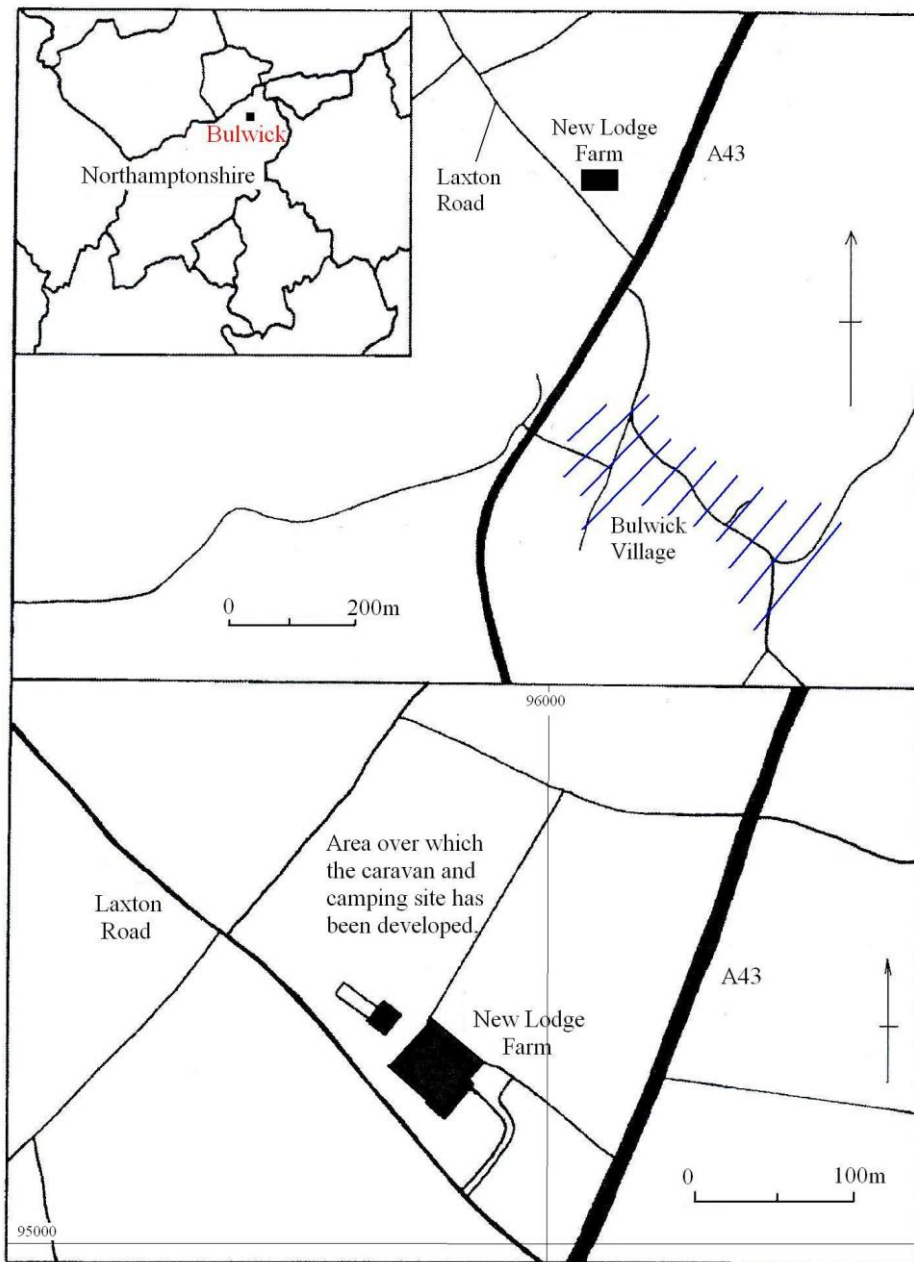 Bulwick
Northamptonshire
New Lodge
Farm
A43
Laxton
Road
Bulwick
Village
0 200m
96000
Area over which
the caravan and
camping site has
been developed.
Laxton
Road
A43
New Lodge
Farm
0 100m
95000